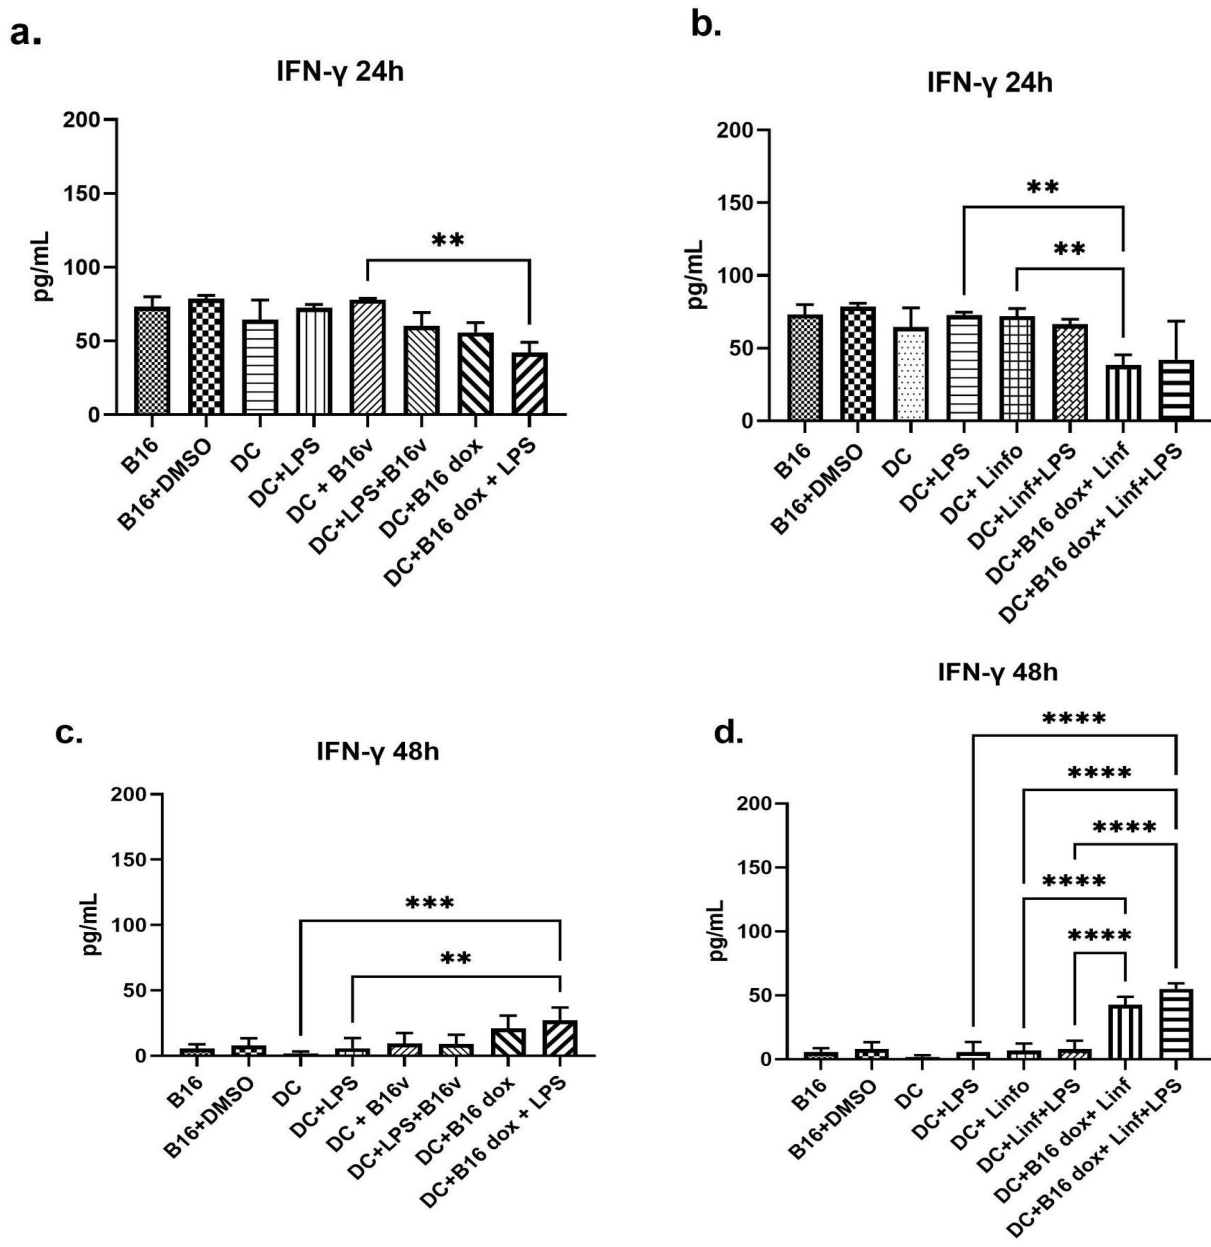 a.
IFN-γ 24h
pg/mL
200
150
100
50
0
**
B16
B16+DMSO
DC
DC+LPS
DC + B16v
DC+LPS+B16v
DC+B16 dox
DC+B16 dox + LPS
b.
IFN-γ 24h
pg/mL
200
150
100
50
0
**
**
B16
B16+DMSO
DC
DC+LPS
DC+ Linfo
DC+Linf+LPS
DC+B16 dox+ Linf
DC+B16 dox+ Linf+LPS
c.
IFN-γ 48h
pg/mL
200
150
100
50
0
***
**
B16
B16+DMSO
DC
DC+LPS
DC + B16v
DC+LPS+B16v
DC+B16 dox
DC+B16 dox + LPS
d.
IFN-γ 48h
pg/mL
200
150
100
50
0
****
****
****
****
****
B16
B16+DMSO
DC
DC+LPS
DC+ Linfo
DC+Linf+LPS
DC+B16 dox+ Linf
DC+B16 dox+ Linf+LPS